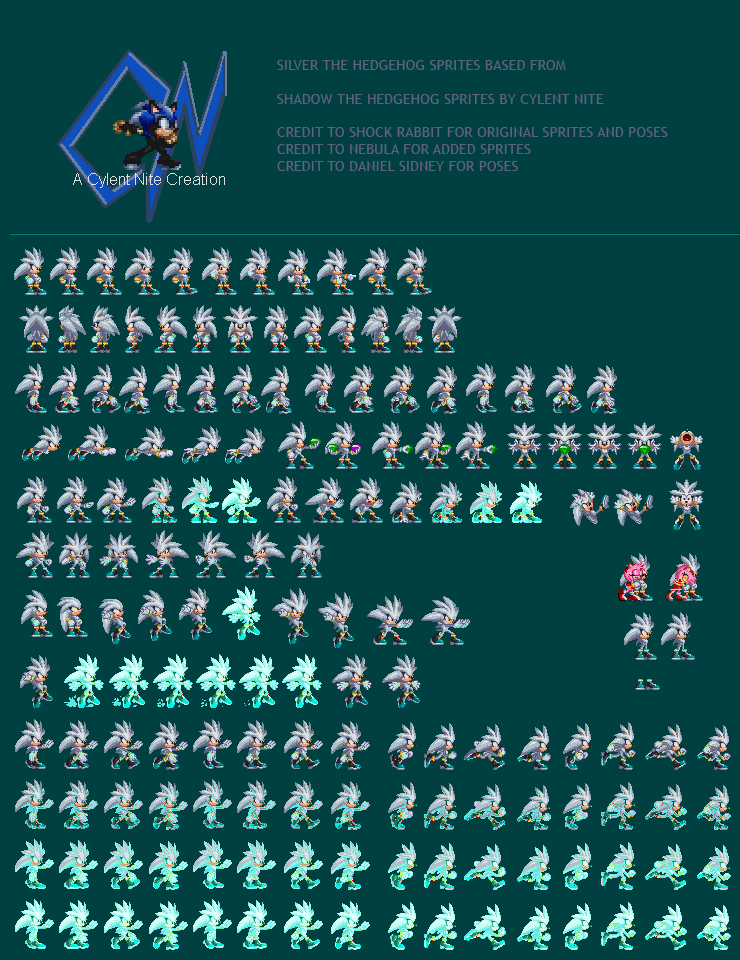 SILVER THE HEDGEHOG SPRITES BASED FROM
SHADOW THE HEDGEHOG SPRITES BY CYLENT NITE
CREDIT TO SHOCK RABBIT FOR ORIGINAL SPRITES AND POSES
CREDIT TO NEBULA FOR ADDED SPRITES
CREDIT TO DANIEL SIDNEY FOR POSES
A Cylent Nite Creation